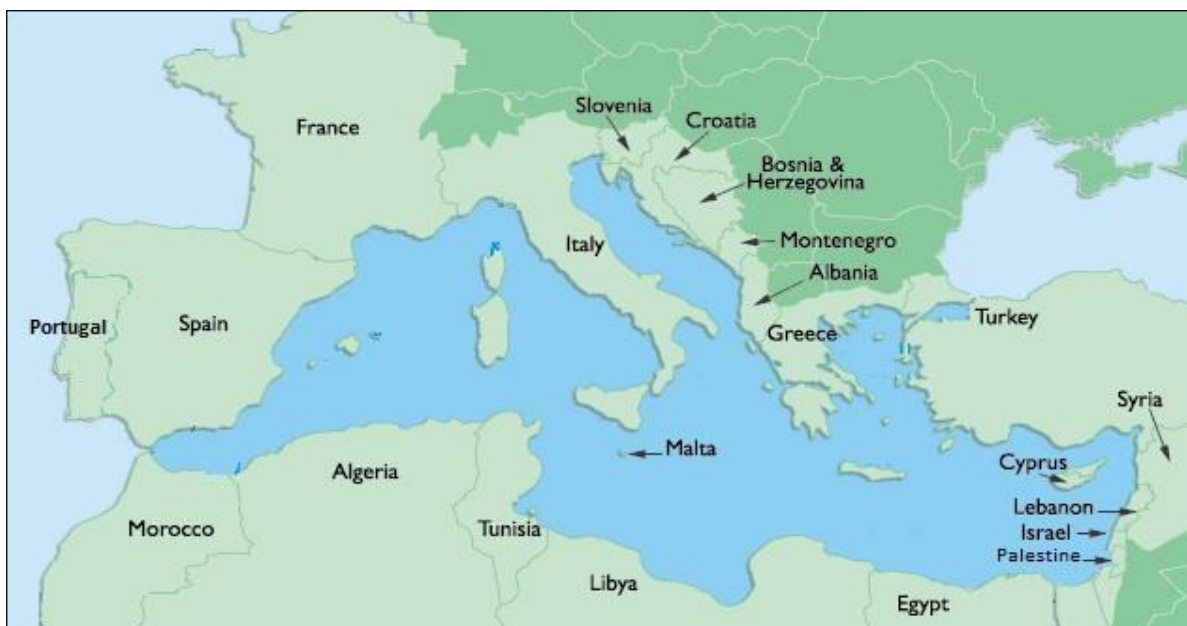 France
Slovenia
Croatia
Bosnia &
Herzegovina
Italy
Montenegro
Albania
Portugal
Spain
Greece
Turkey
Syria
Malta
Algeria
Cyprus
Lebanon
Morocco
Tunisia
Israel
Palestine
Libya
Egypt